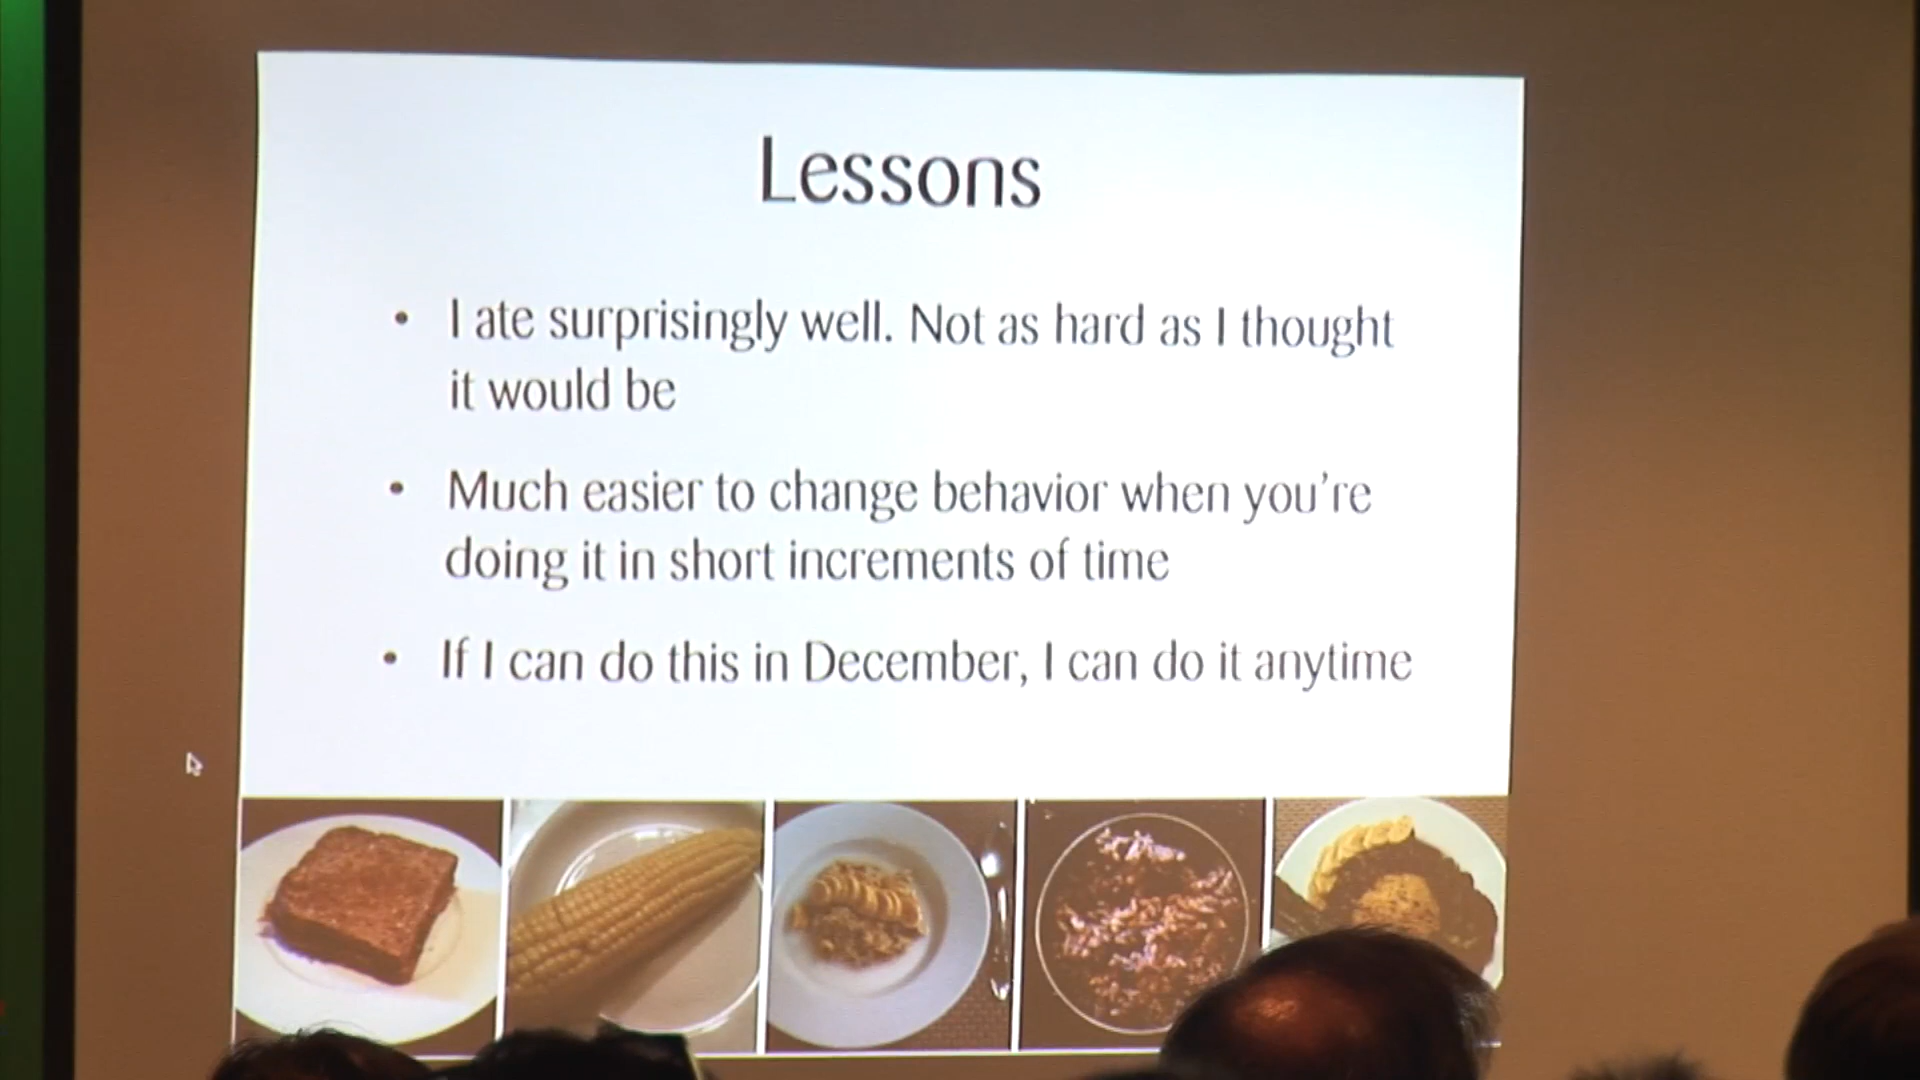 Lessons
• I ate surprisingly well. Not as hard as I thought
it would be
• Much easier to change behavior when you're
doing it in short increments of time
• If I can do this in December, I can do it anytime